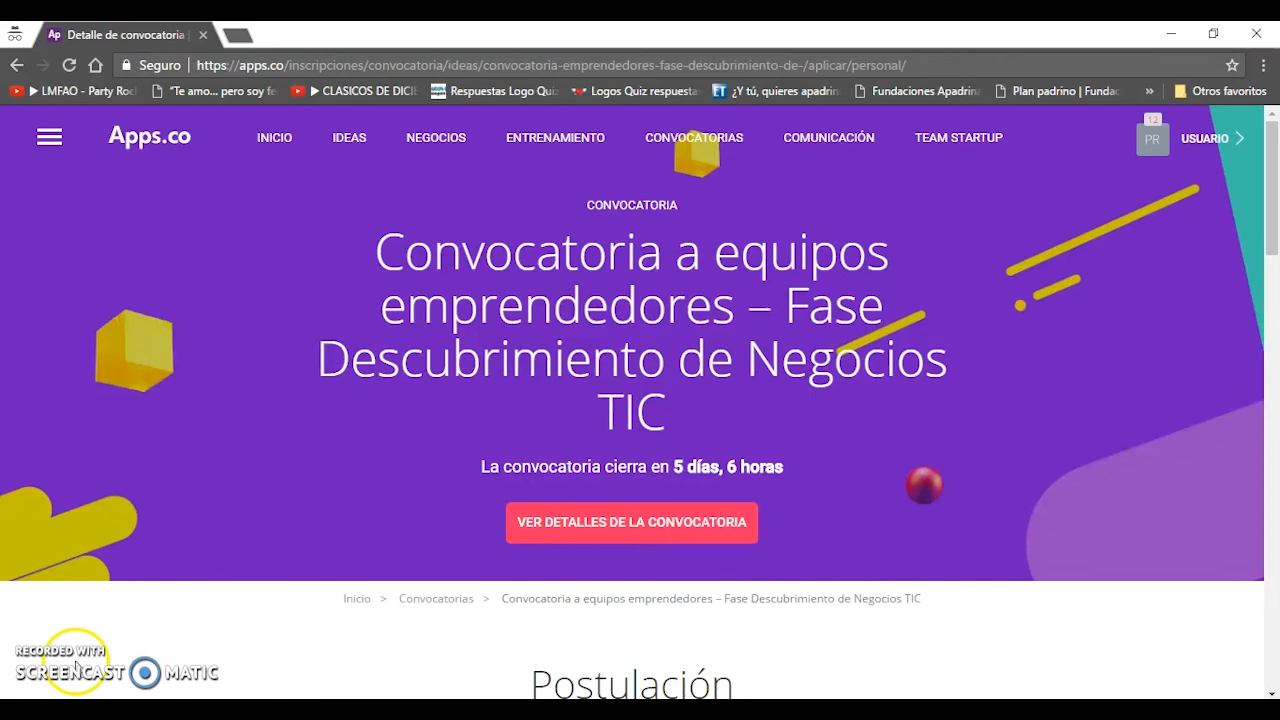 Detalle de convocatoria |
Seguro | https://apps.co/inscripciones/convocatoria/ideas/convocatoria-emprendedores-fase-descubrimiento-de-/aplicar/personal/
LMFAO - Party Roc
"Te amo... pero soy fe
CLASICOS DE DICIE
Respuestas Logo Quiz
Logos Quiz respuesta
¿Y tú, quieres apadrin
Fundaciones Apadrina
Plan padrino | Fundac
»
Otros favoritos
Apps.co
INICIO
IDEAS
NEGOCIOS
ENTRENAMIENTO
CONVOCATORIAS
COMUNICACIÓN
TEAM STARTUP
12
PR
USUARIO
CONVOCATORIA
Convocatoria a equipos
emprendedores – Fase
Descubrimiento de Negocios
TIC
La convocatoria cierra en 5 días, 6 horas
VER DETALLES DE LA CONVOCATORIA
Inicio > Convocatorias > Convocatoria a equipos emprendedores – Fase Descubrimiento de Negocios TIC
RECORDED WITH
SCREENCAST MATIC
Postulación